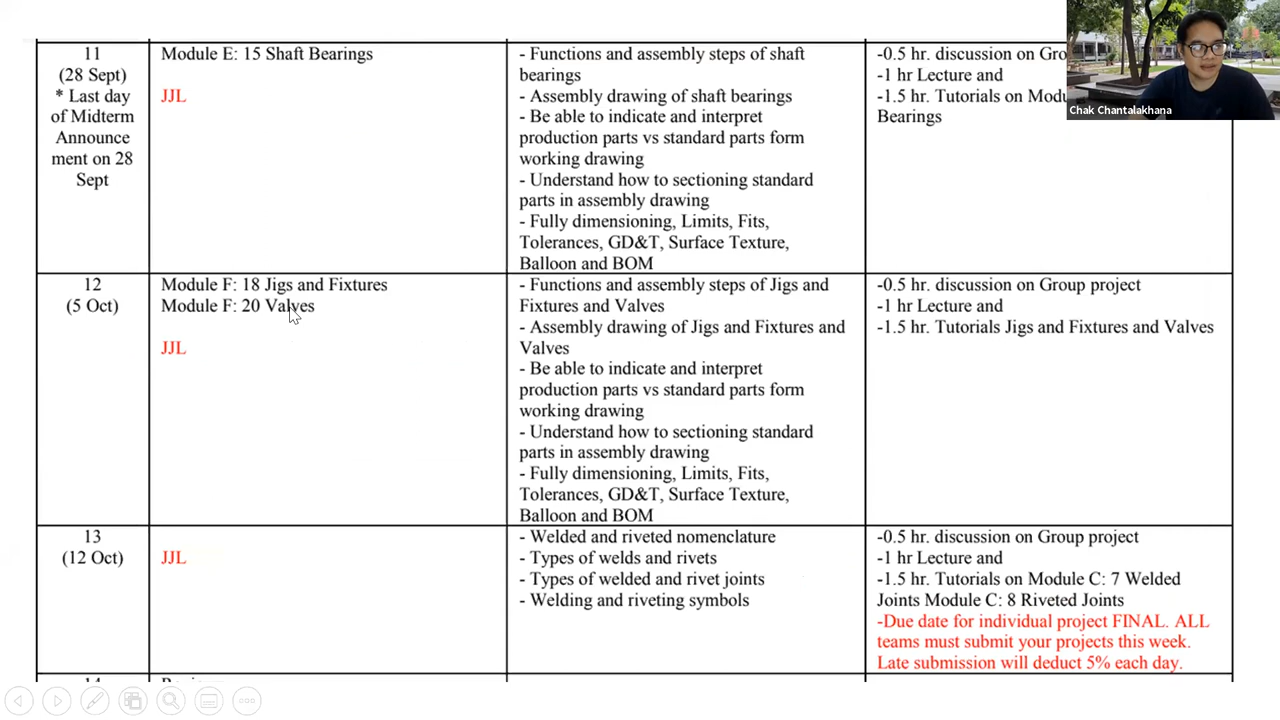 11
(28 Sept)
* Last day
of Midterm
Announce
ment on 28
Sept
Module E: 15 Shaft Bearings
JJL
- Functions and assembly steps of shaft
bearings
- Assembly drawing of shaft bearings
- Be able to indicate and interpret
production parts vs standard parts form
working drawing
- Understand how to sectioning standard
parts in assembly drawing
- Fully dimensioning, Limits, Fits,
Tolerances, GD&T, Surface Texture,
Balloon and BOM
-0.5 hr. discussion on
-1 hr Lecture and
-1.5 hr. Tutorials on
Bearings
Chak Chantalakhana
12
(5 Oct)
Module F: 18 Jigs and Fixtures
Module F: 20 Valves
JJL
- Functions and assembly steps of Jigs and
Fixtures and Valves
- Assembly drawing of Jigs and Fixtures and
Valves
- Be able to indicate and interpret
production parts vs standard parts form
working drawing
- Understand how to sectioning standard
parts in assembly drawing
- Fully dimensioning, Limits, Fits,
Tolerances, GD&T, Surface Texture,
Balloon and BOM
-0.5 hr. discussion on Group project
-1 hr Lecture and
-1.5 hr. Tutorials Jigs and Fixtures and Valves
13
(12 Oct)
JJL
- Welded and riveted nomenclature
- Types of welds and rivets
- Types of welded and rivet joints
- Welding and riveting symbols
-0.5 hr. discussion on Group project
-1 hr Lecture and
-1.5 hr. Tutorials on Module C: 7 Welded
Joints Module C: 8 Riveted Joints
-Due date for individual project FINAL. ALL
teams must submit your projects this week.
Late submission will deduct 5% each day.